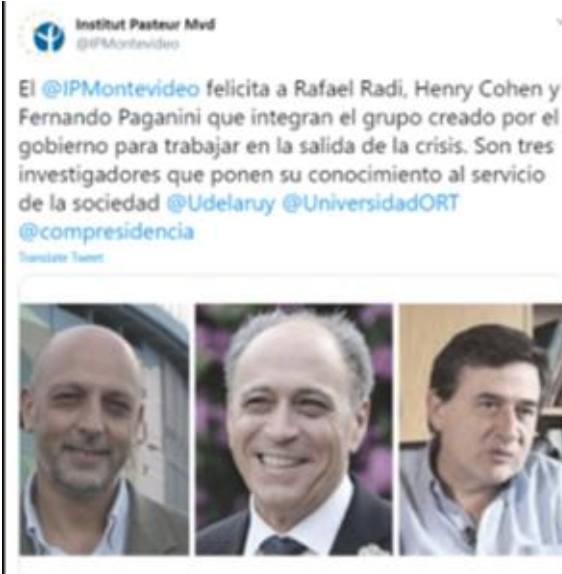 Institut Pasteur Mvd
@IPMontevideo
El @IPMontevideo felicita a Rafael Radi, Henry Cohen y
Fernando Paganini que integran el grupo creado por el
gobierno para trabajar en la salida de la crisis. Son tres
investigadores que ponen su conocimiento al servicio
de la sociedad @Udelaruy @UniversidadORT
@compresidencia
Translate Tweet